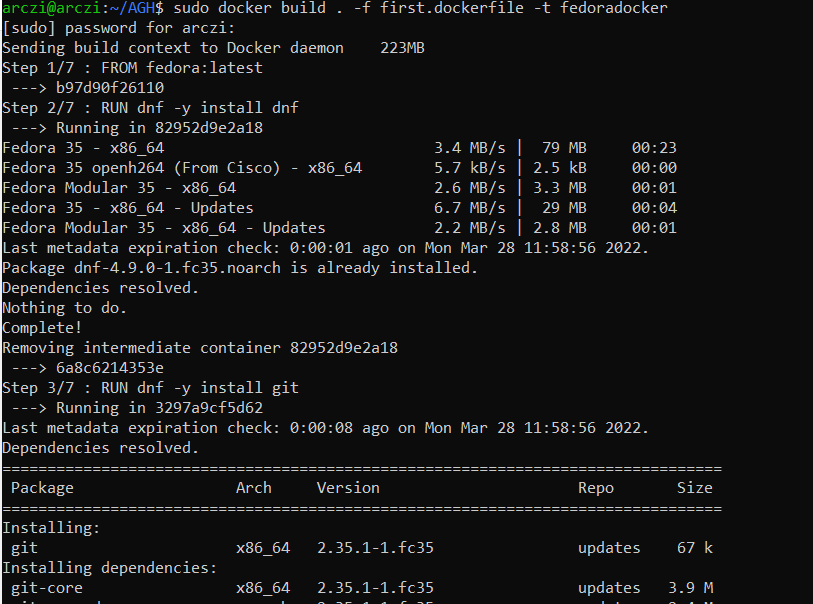 arczi@arczi:~/AGH$ sudo docker build . -f first.dockerfile -t fedoradocker
[sudo] password for arczi:
Sending build context to Docker daemon    223MB
Step 1/7 : FROM fedora:latest
 ---> b97d90f26110
Step 2/7 : RUN dnf -y install dnf
 ---> Running in 82952d9e2a18
Fedora 35 - x86_64                              3.4 MB/s |  79 MB     00:23
Fedora 35 openh264 (From Cisco) - x86_64        5.7 kB/s | 2.5 kB     00:00
Fedora Modular 35 - x86_64                      2.6 MB/s | 3.3 MB     00:01
Fedora 35 - x86_64 - Updates                    6.7 MB/s |  29 MB     00:04
Fedora Modular 35 - x86_64 - Updates            2.2 MB/s | 2.8 MB     00:01
Last metadata expiration check: 0:00:01 ago on Mon Mar 28 11:58:56 2022.
Package dnf-4.9.0-1.fc35.noarch is already installed.
Dependencies resolved.
Nothing to do.
Complete!
Removing intermediate container 82952d9e2a18
 ---> 6a8c6214353e
Step 3/7 : RUN dnf -y install git
 ---> Running in 3297a9cf5d62
Last metadata expiration check: 0:00:08 ago on Mon Mar 28 11:58:56 2022.
Dependencies resolved.
================================================================================
 Package                  Arch     Version                      Repo       Size
================================================================================
Installing:
 git                      x86_64   2.35.1-1.fc35                updates    67 k
Installing dependencies:
 git-core                 x86_64   2.35.1-1.fc35                updates   3.9 M